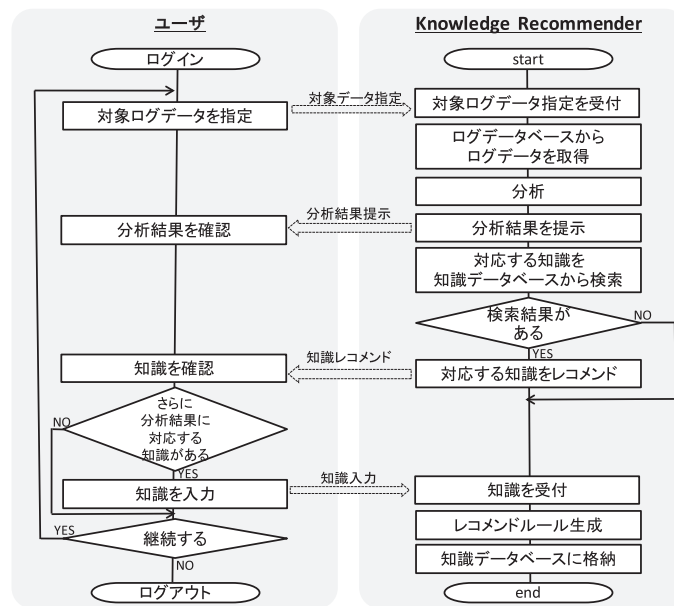 ユーザ
ログイン
対象ログデータを指定
分析結果を確認
知識を確認
さらに
分析結果に
対応する
知識がある
NO
YES
知識を入力
YES
継続する
NO
ログアウト
対象データ指定
分析結果提示
知識レコメンド
知識入力
Knowledge Recommender
start
対象ログデータ指定を受付
ログデータベースから
ログデータを取得
分析
分析結果を提示
対応する知識を
知識データベースから検索
検索結果が
ある
NO
YES
対応する知識をレコメンド
知識を受付
レコメンドルール生成
知識データベースに格納
end